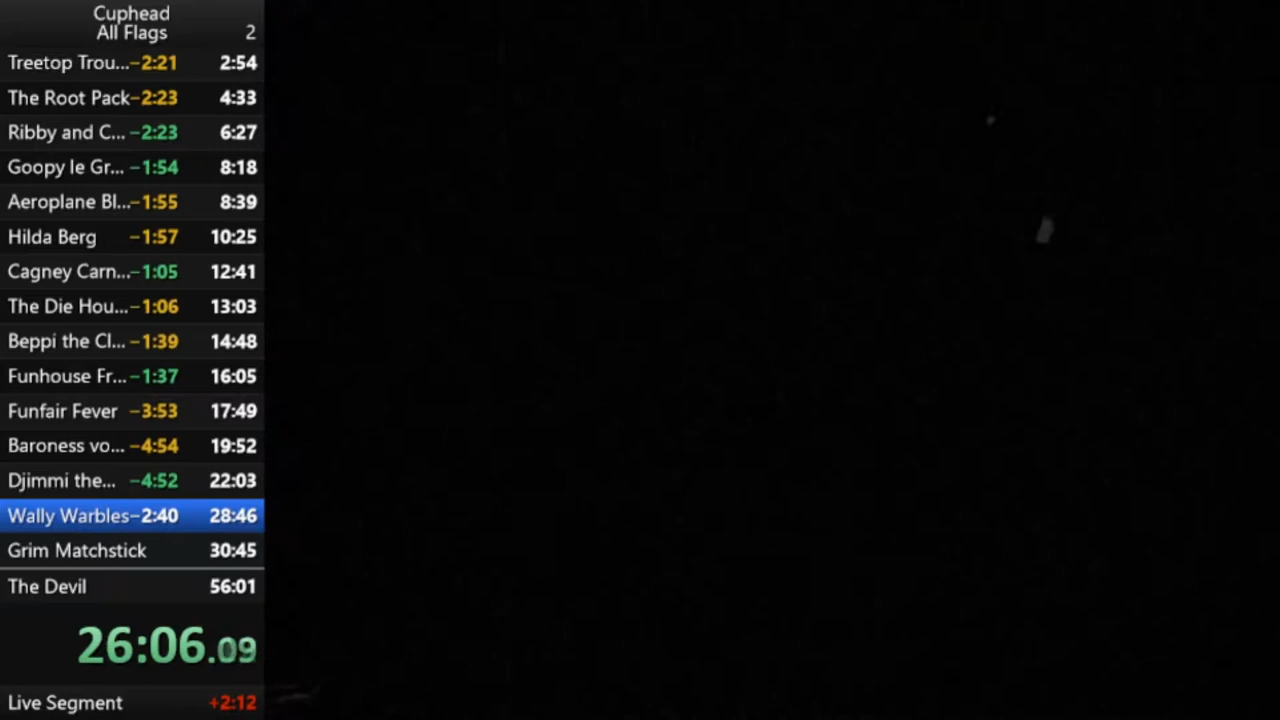 Cuphead
All Flags 2
Treetop Trou... −2:21 2:54
The Root Pack −2:23 4:33
Ribby and C... −2:23 6:27
Goopy le Gr... −1:54 8:18
Aeroplane Bl... −1:55 8:39
Hilda Berg −1:57 10:25
Cagney Carn... −1:05 12:41
The Die Hou... −1:06 13:03
Beppi the Cl... −1:39 14:48
Funhouse Fr... −1:37 16:05
Funfair Fever −3:53 17:49
Baroness vo... −4:54 19:52
Djimmi the... −4:52 22:03
Wally Warbles −2:40 28:46
Grim Matchstick 30:45
The Devil 56:01
26:06.09
Live Segment +2:12